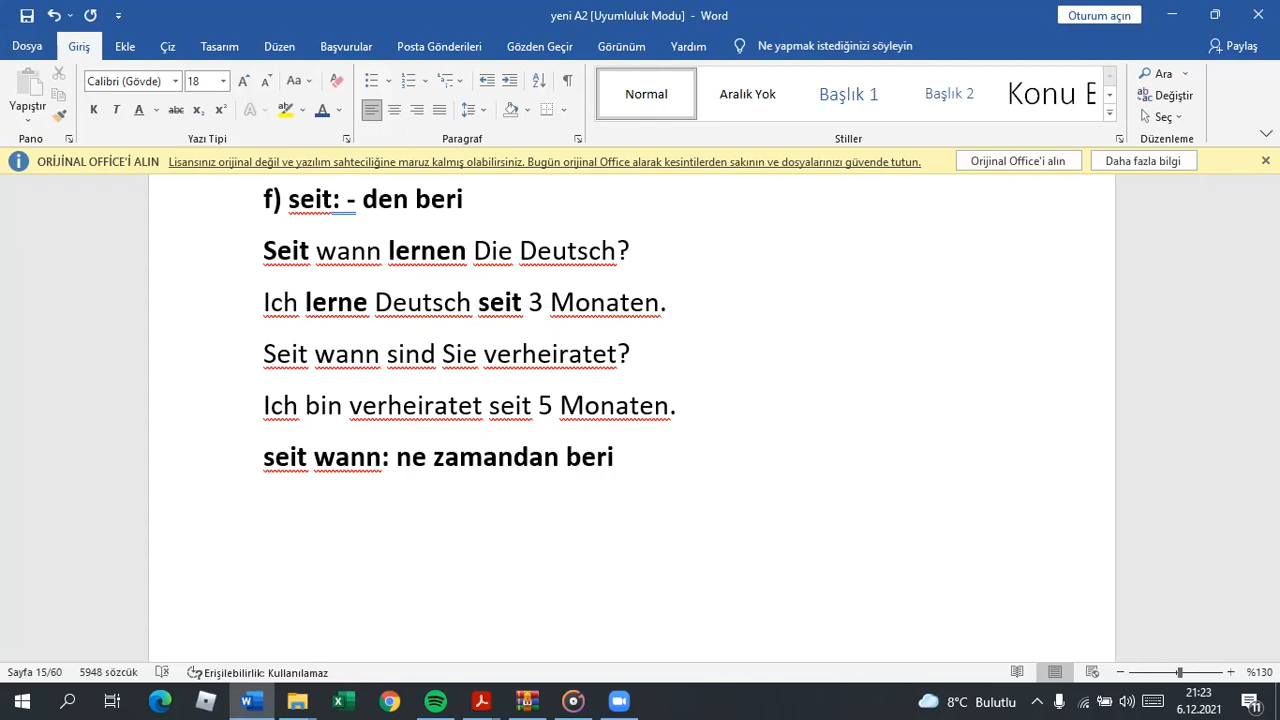 yeni A2 [Uyumluluk Modu] - Word
Oturum açın
Dosya Giriş Ekle Çiz Tasarım Düzen Başvurular Posta Gönderileri Gözden Geçir Görünüm Yardım Ne yapmak istediğinizi söyleyin Paylaş
Yapıştır
Calibri (Gövde) 18
Normal Aralık Yok Başlık 1 Başlık 2 Konu B
Ara
Değiştir
Seç
Pano Yazı Tipi Paragraf Stiller Düzenleme
ORİJİNAL OFFICE'İ ALIN Lisansınız orijinal değil ve yazılım sahteciliğine maruz kalmış olabilirsiniz. Bugün orijinal Office alarak kesintilerden sakının ve dosyalarınızı güvende tutun. Orijinal Office'i alın Daha fazla bilgi
f) seit: - den beri
Seit wann lernen Die Deutsch?
Ich lerne Deutsch seit 3 Monaten.
Seit wann sind Sie verheiratet?
Ich bin verheiratet seit 5 Monaten.
seit wann: ne zamandan beri
Sayfa 15/60 5948 sözcük Erişilebilirlik: Kullanılamaz %130
8°C Bulutlu
21:23
6.12.2021
11